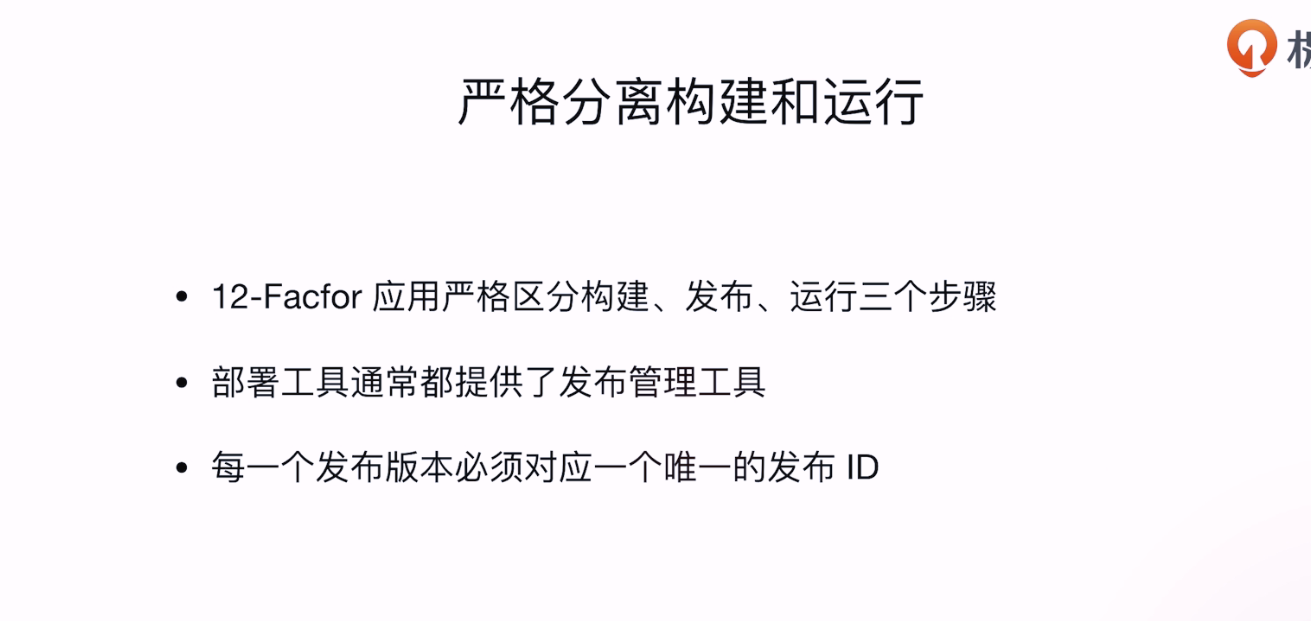 严格分离构建和运行
12-Facfor 应用严格区分构建、发布、运行三个步骤
部署工具通常都提供了发布管理工具
每一个发布版本必须对应一个唯一的发布 ID